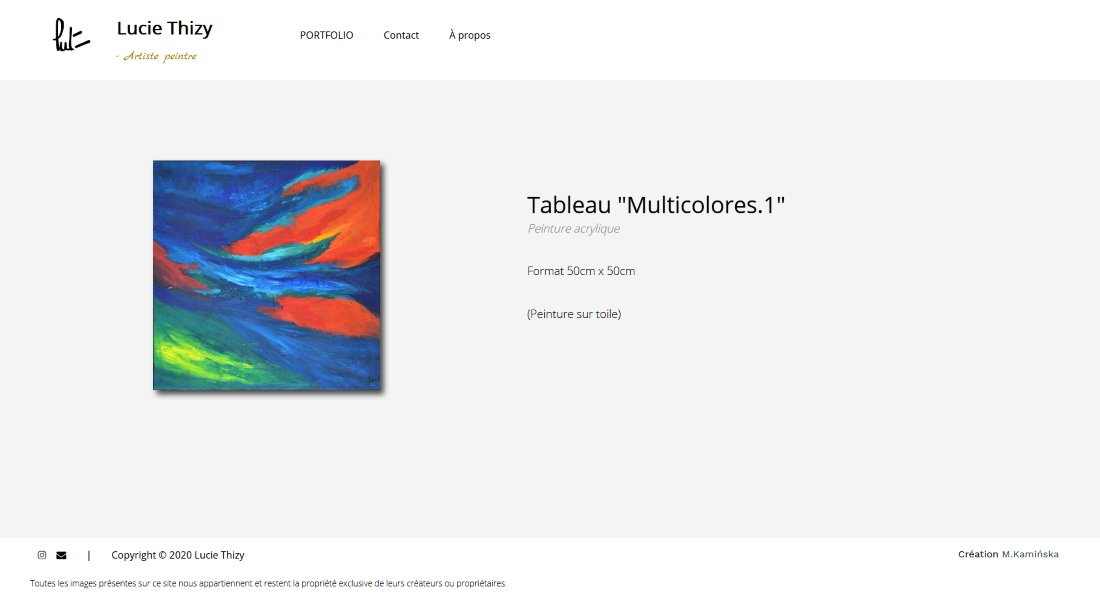 Lucie Thizy
- Artiste peintre
PORTFOLIO
Contact
À propos
Tableau "Multicolores.1"
Peinture acrylique
Format 50cm x 50cm
(Peinture sur toile)
| Copyright © 2020 Lucie Thizy
Création M.Kamińska
Toutes les images présentes sur ce site nous appartiennent et restent la propriété exclusive de leurs créateurs ou propriétaires.